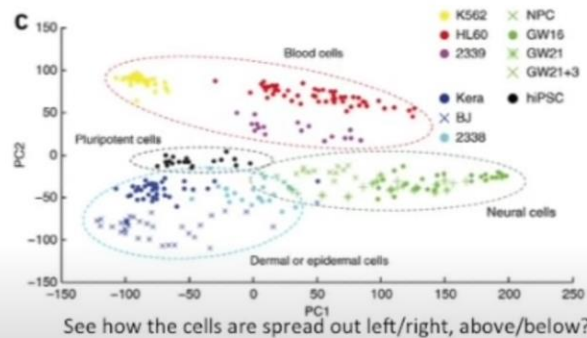 c
150
100
50
0
−50
−100
−150
PC2
Blood cells
Pluripotent cells
Neural cells
Dermal or epidermal cells
K562
HL60
2339
Kera
BJ
2338
NPC
GW16
GW21
GW21+3
hiPSC
−150 −100 −50 0 50 100 150 200 250 300
PC1
See how the cells are spread out left/right, above/below?